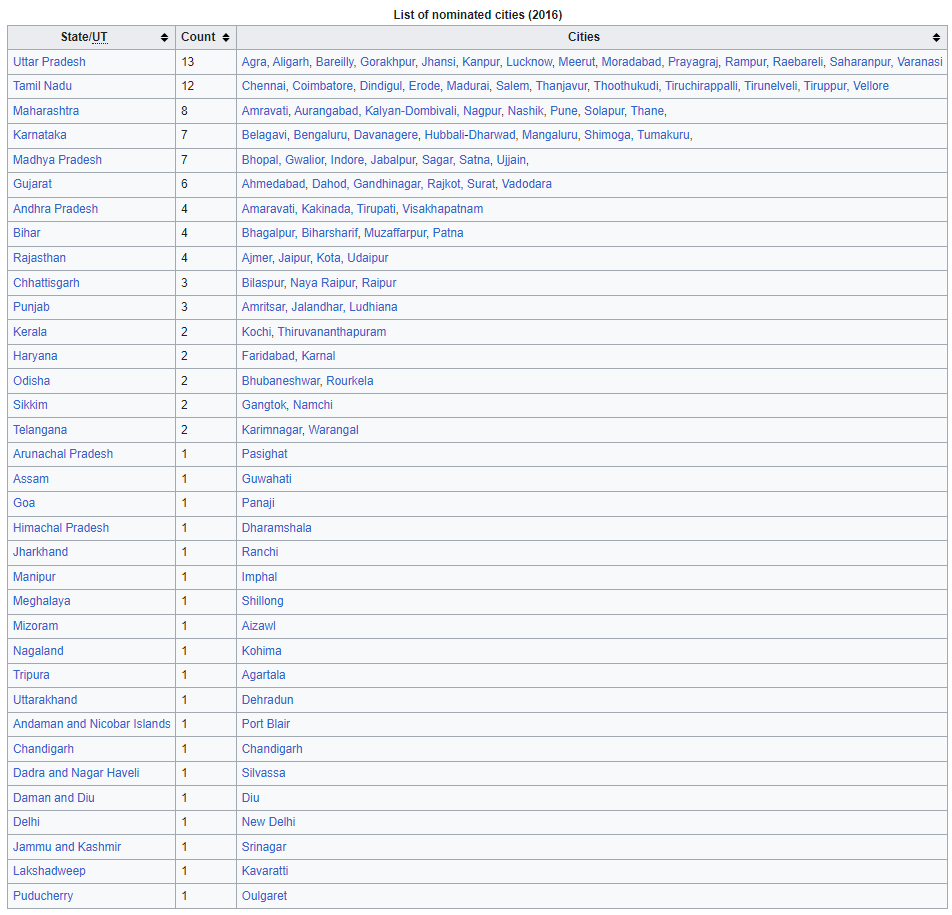 List of nominated cities (2016)
State/UT Count Cities
Uttar Pradesh 13 Agra, Aligarh, Bareilly, Gorakhpur, Jhansi, Kanpur, Lucknow, Meerut, Moradabad, Prayagraj, Rampur, Raebareli, Saharanpur, Varanasi
Tamil Nadu 12 Chennai, Coimbatore, Dindigul, Erode, Madurai, Salem, Thanjavur, Thoothukudi, Tiruchirappalli, Tirunelveli, Tiruppur, Vellore
Maharashtra 8 Amravati, Aurangabad, Kalyan-Dombivali, Nagpur, Nashik, Pune, Solapur, Thane,
Karnataka 7 Belagavi, Bengaluru, Davanagere, Hubbali-Dharwad, Mangaluru, Shimoga, Tumakuru,
Madhya Pradesh 7 Bhopal, Gwalior, Indore, Jabalpur, Sagar, Satna, Ujjain,
Gujarat 6 Ahmedabad, Dahod, Gandhinagar, Rajkot, Surat, Vadodara
Andhra Pradesh 4 Amaravati, Kakinada, Tirupati, Visakhapatnam
Bihar 4 Bhagalpur, Biharsharif, Muzaffarpur, Patna
Rajasthan 4 Ajmer, Jaipur, Kota, Udaipur
Chhattisgarh 3 Bilaspur, Naya Raipur, Raipur
Punjab 3 Amritsar, Jalandhar, Ludhiana
Kerala 2 Kochi, Thiruvananthapuram
Haryana 2 Faridabad, Karnal
Odisha 2 Bhubaneshwar, Rourkela
Sikkim 2 Gangtok, Namchi
Telangana 2 Karimnagar, Warangal
Arunachal Pradesh 1 Pasighat
Assam 1 Guwahati
Goa 1 Panaji
Himachal Pradesh 1 Dharamshala
Jharkhand 1 Ranchi
Manipur 1 Imphal
Meghalaya 1 Shillong
Mizoram 1 Aizawl
Nagaland 1 Kohima
Tripura 1 Agartala
Uttarakhand 1 Dehradun
Andaman and Nicobar Islands 1 Port Blair
Chandigarh 1 Chandigarh
Dadra and Nagar Haveli 1 Silvassa
Daman and Diu 1 Diu
Delhi 1 New Delhi
Jammu and Kashmir 1 Srinagar
Lakshadweep 1 Kavaratti
Puducherry 1 Oulgaret